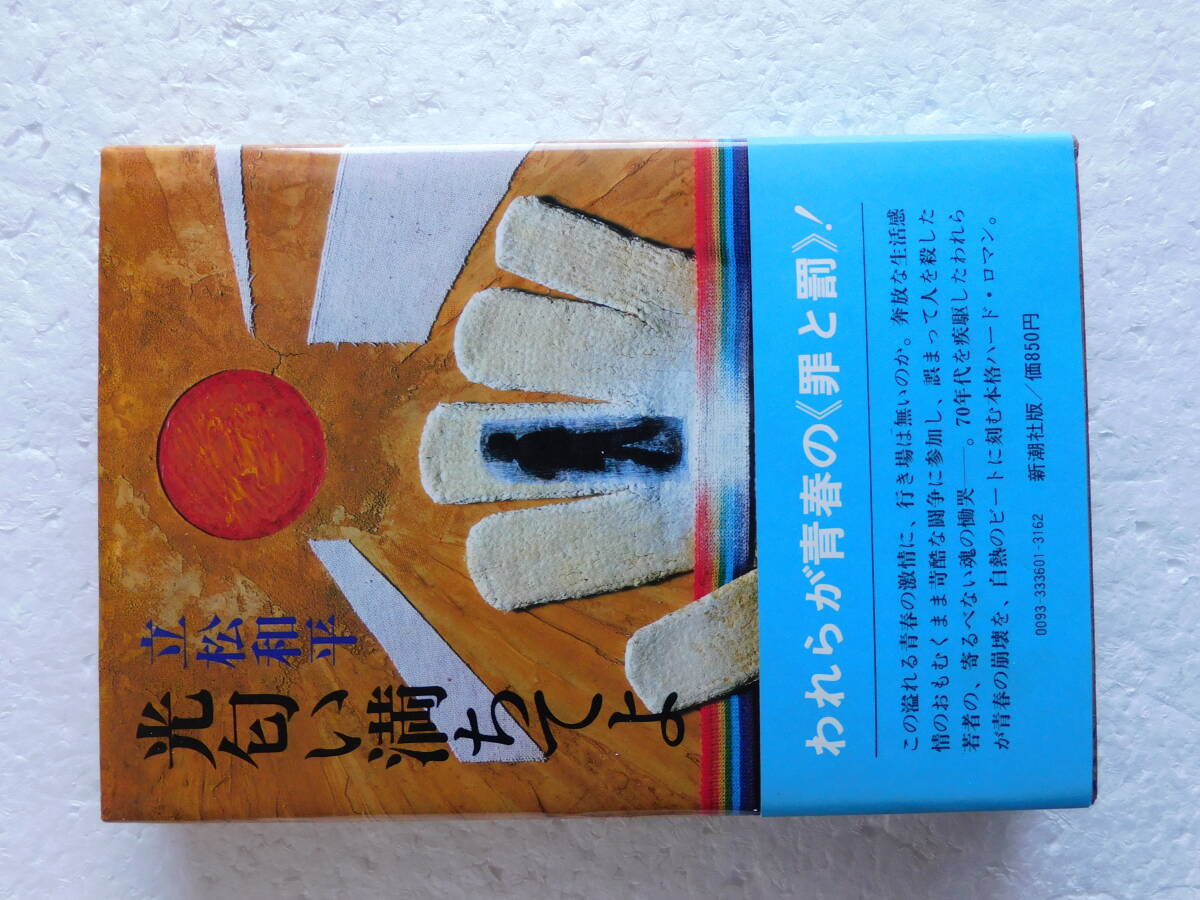 光匂い満ちてよ
立松和平
われらが青春の《罪と罰》!
この溢れる青春の激情に、行き場は無いのか。奔放な生活感
情のおもむくまま苛酷な闘争に参加し、誤まって人を殺した
若者の、寄るべない魂の慟哭――。70年代を疾駆したわれら
が青春の崩壊を、白熱のビートに刻む本格ハード・ロマン。
0093-333601-3162 新潮社版/価850円